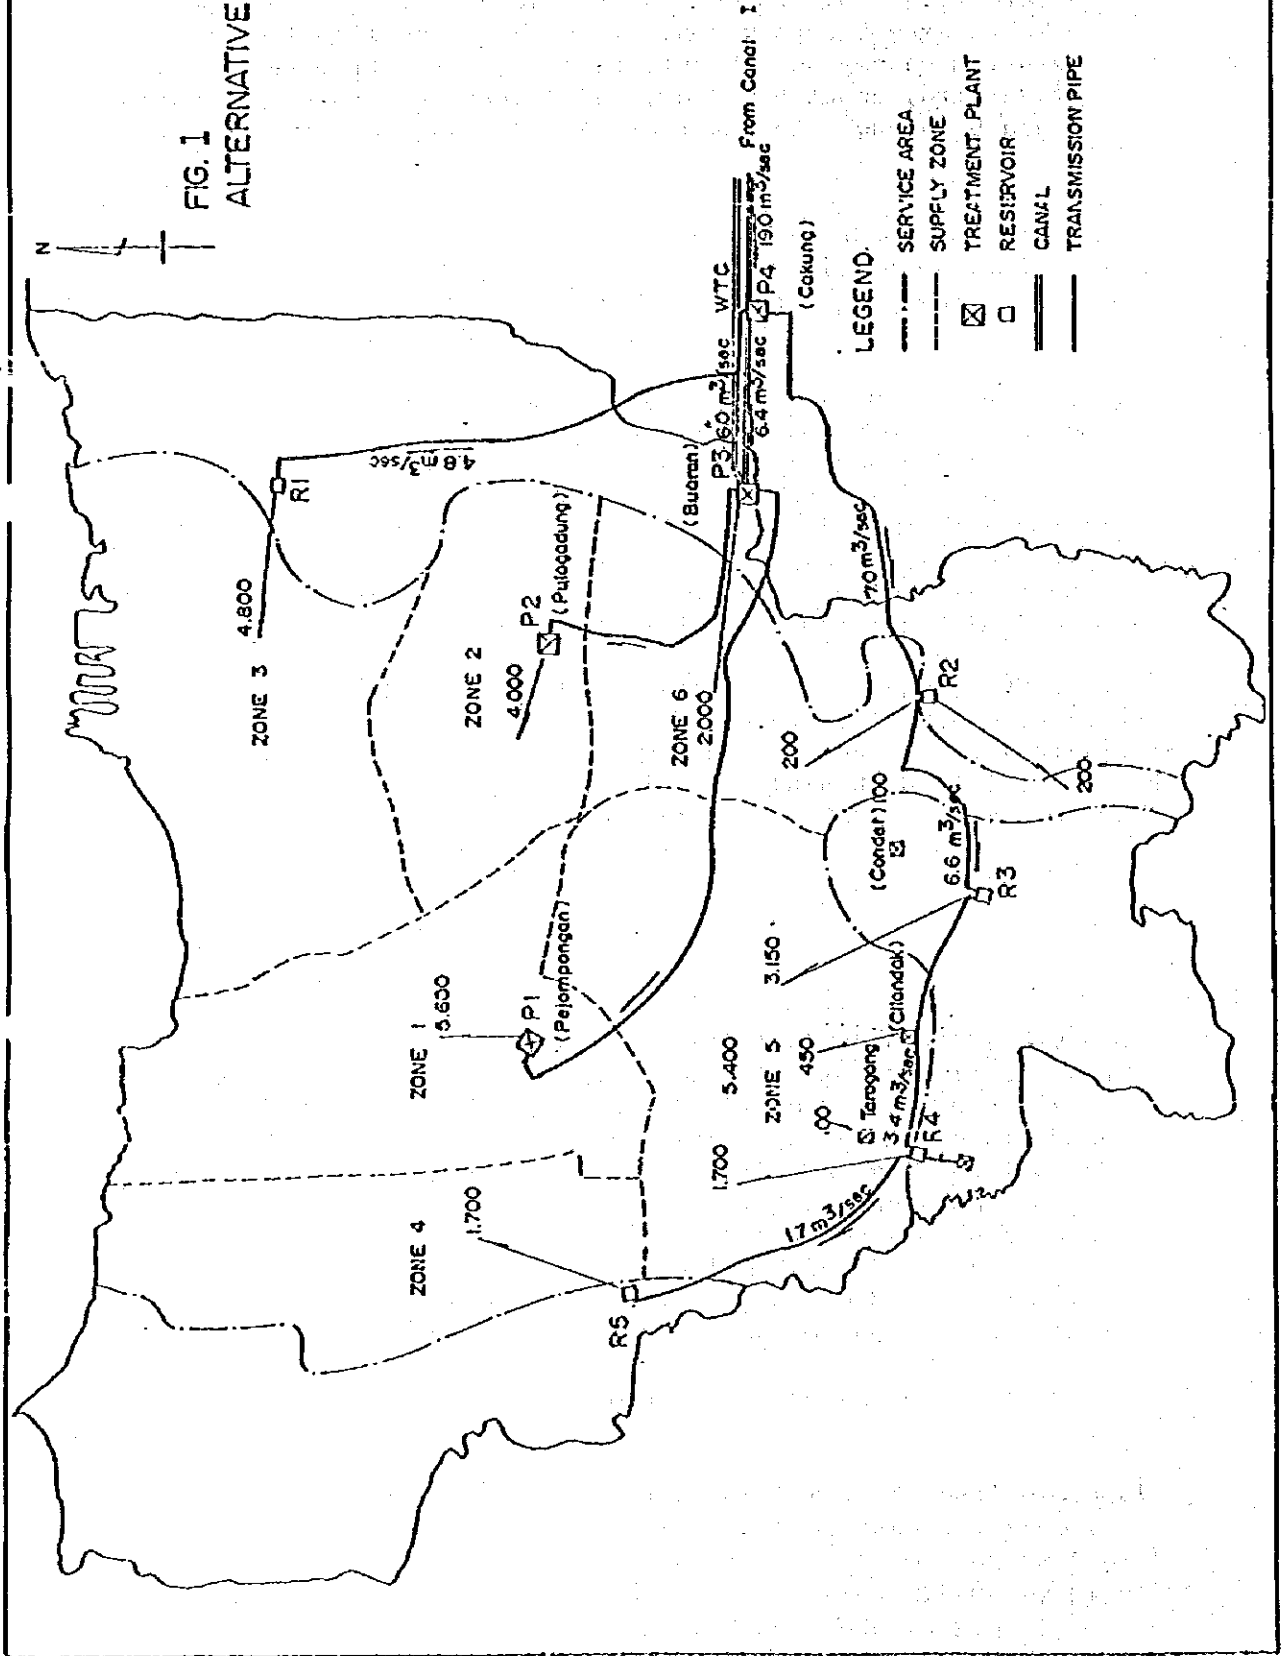 FIG. 1
ALTERNATIVE
N
ZONE 3
4.800
R1
4.8 m³/sec
ZONE 2
4.000
P2
(Pulogadung)
ZONE 1
5.600
P1
(Pejompongan)
ZONE 4
1.700
R5
ZONE 6
2.000
(Buaran)
P3 6.0 m³/sec WTC
6.4 m³/sec
P4 19.0 m³/sec
From Canal
(Cakung)
7.0 m³/sec
R2
200
200
(Condet) 100
6.6 m³/sec
R3
3.150
5.400
ZONE 5
450
(Cilandak)
Tarogong
3.4 m³/sec
R4
1.700
1.7 m³/sec
LEGEND.
SERVICE AREA
SUPPLY ZONE
TREATMENT PLANT
RESERVOIR
CANAL
TRANSMISSION PIPE